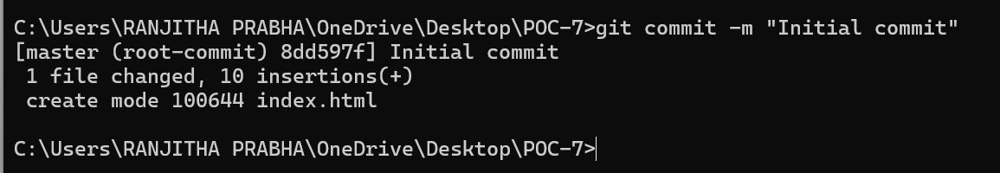 C:\Users\RANJITHA PRABHA\OneDrive\Desktop\POC-7>git commit -m "Initial commit"
[master (root-commit) 8dd597f] Initial commit
 1 file changed, 10 insertions(+)
 create mode 100644 index.html
C:\Users\RANJITHA PRABHA\OneDrive\Desktop\POC-7>